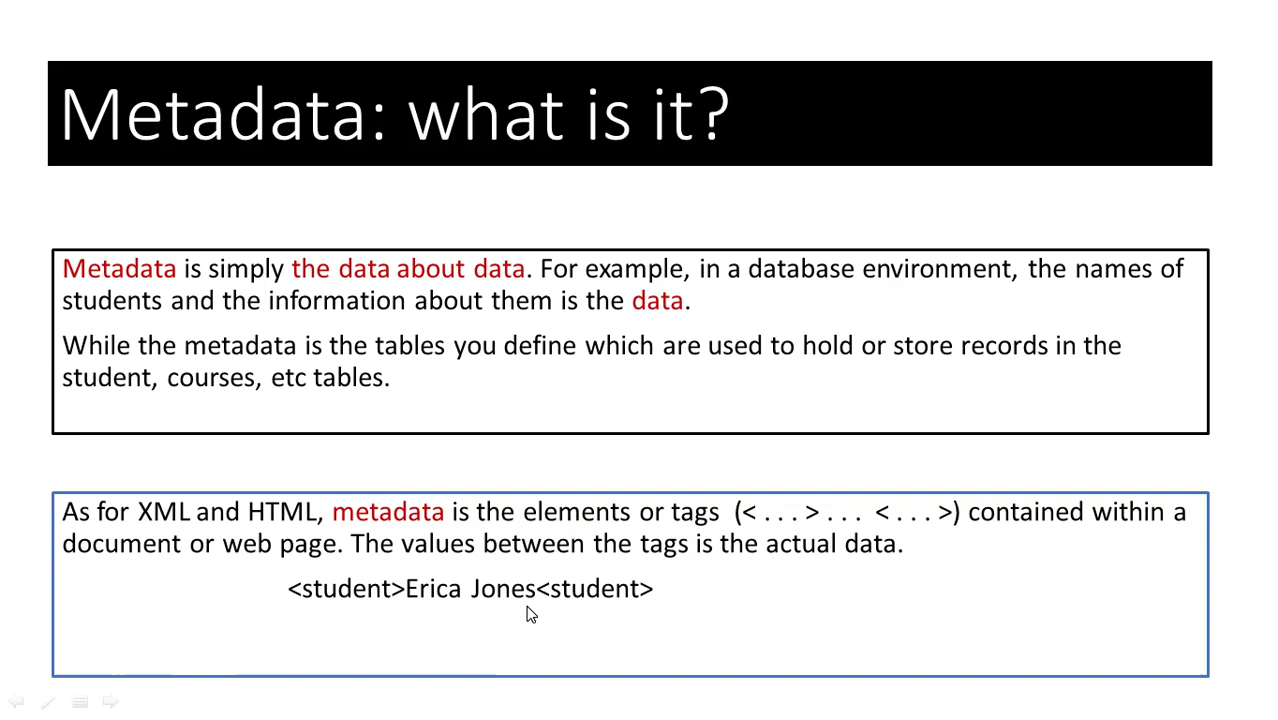 Metadata: what is it?
Metadata is simply the data about data. For example, in a database environment, the names of
students and the information about them is the data.
While the metadata is the tables you define which are used to hold or store records in the
student, courses, etc tables.
As for XML and HTML, metadata is the elements or tags (< . . . > . . . < . . . >) contained within a
document or web page. The values between the tags is the actual data.
<student>Erica Jones<student>